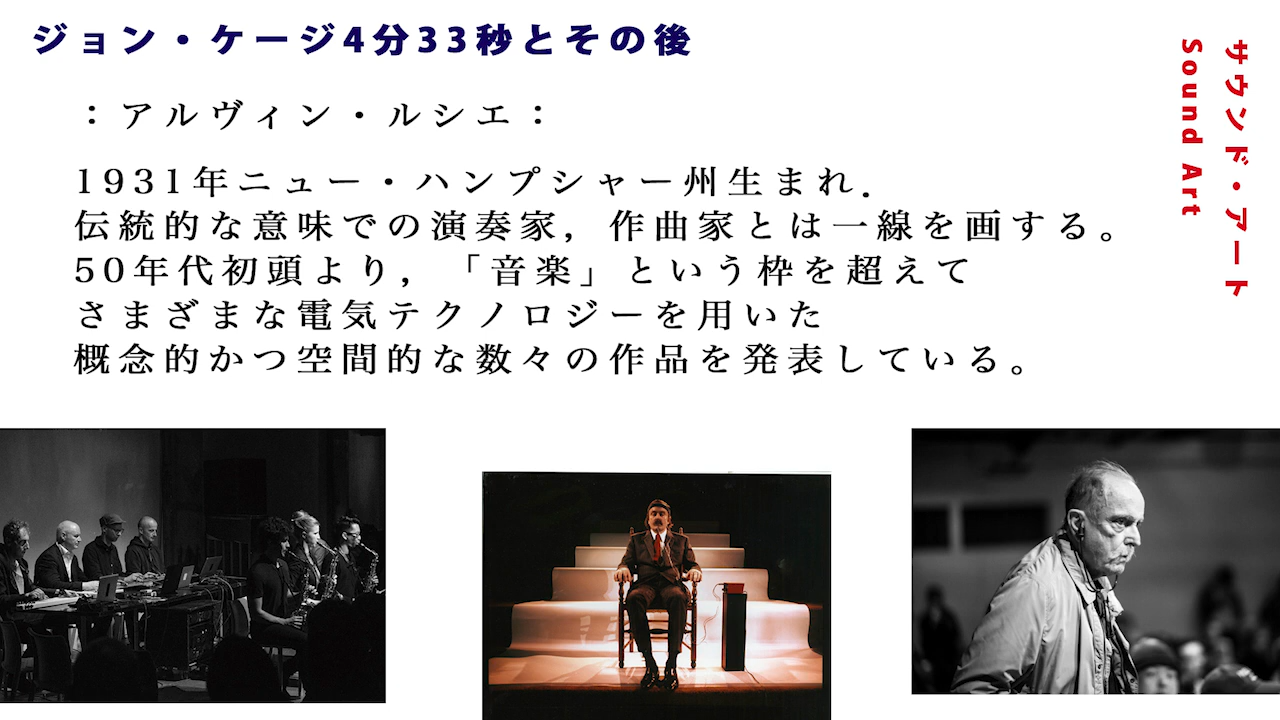 ジョン・ケージ4分33秒とその後
：アルヴィン・ルシエ：
1931年ニュー・ハンプシャー州生まれ．
伝統的な意味での演奏家，作曲家とは一線を画する。
50年代初頭より，「音楽」という枠を超えて
さまざまな電気テクノロジーを用いた
概念的かつ空間的な数々の作品を発表している。
サウンド・アート
Sound Art